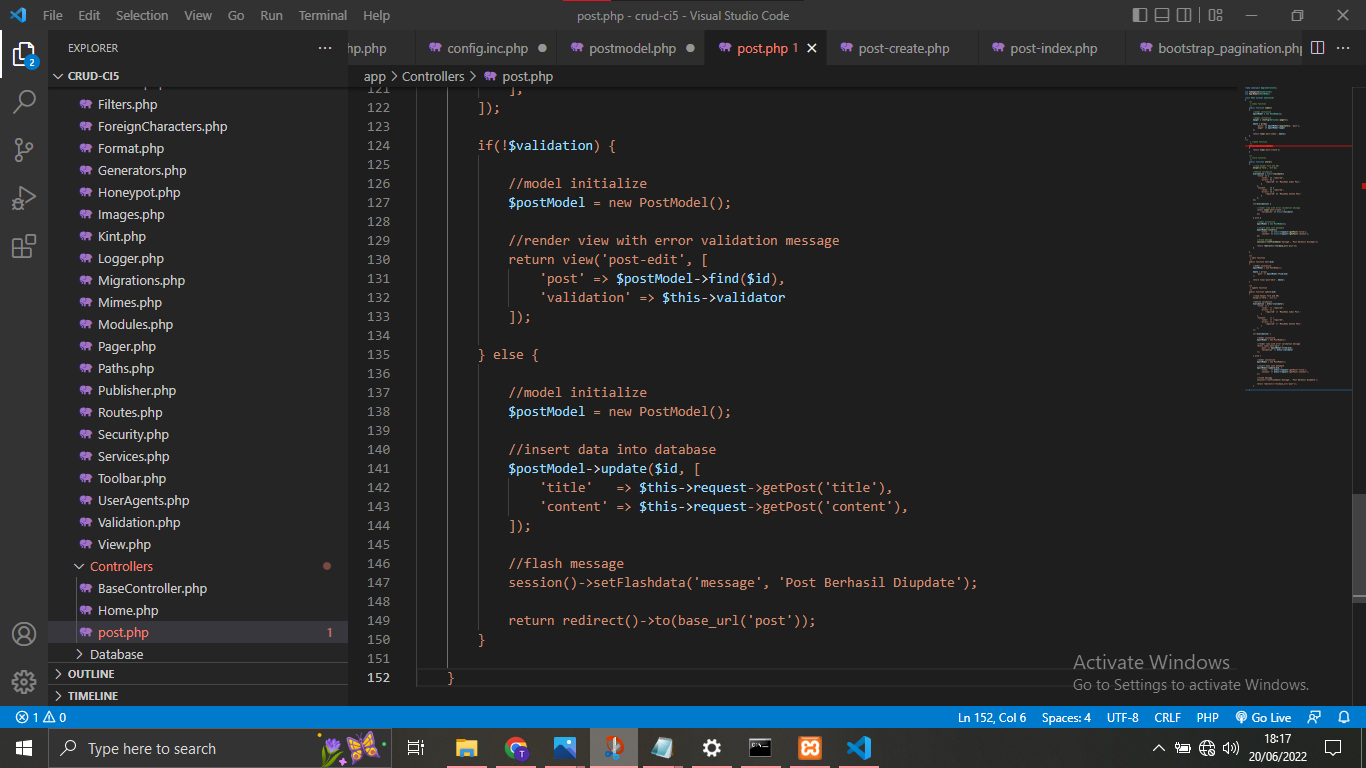 File Edit Selection View Go Run Terminal Help
post.php - crud-ci5 - Visual Studio Code
EXPLORER
hp.php
config.inc.php
postmodel.php
post.php 1
post-create.php
post-index.php
bootstrap_pagination.php
2
CRUD-CI5
app > Controllers > post.php
Filters.php
ForeignCharacters.php
Format.php
Generators.php
Honeypot.php
Images.php
Kint.php
Logger.php
Migrations.php
Mimes.php
Modules.php
Pager.php
Paths.php
Publisher.php
Routes.php
Security.php
Services.php
Toolbar.php
UserAgents.php
Validation.php
View.php
Controllers
BaseController.php
Home.php
post.php 1
Database
OUTLINE
TIMELINE
121 ],
122 ]);
123
124 if(!$validation) {
125
126 //model initialize
127 $postModel = new PostModel();
128
129 //render view with error validation message
130 return view('post-edit', [
131 'post' => $postModel->find($id),
132 'validation' => $this->validator
133 ]);
134
135 } else {
136
137 //model initialize
138 $postModel = new PostModel();
139
140 //insert data into database
141 $postModel->update($id, [
142 'title'   => $this->request->getPost('title'),
143 'content' => $this->request->getPost('content'),
144 ]);
145
146 //flash message
147 session()->setFlashdata('message', 'Post Berhasil Diupdate');
148
149 return redirect()->to(base_url('post'));
150 }
151
152 }
Activate Windows
Go to Settings to activate Windows.
1 0
Ln 152, Col 6 Spaces: 4 UTF-8 CRLF PHP Go Live
Type here to search
18:17
20/06/2022